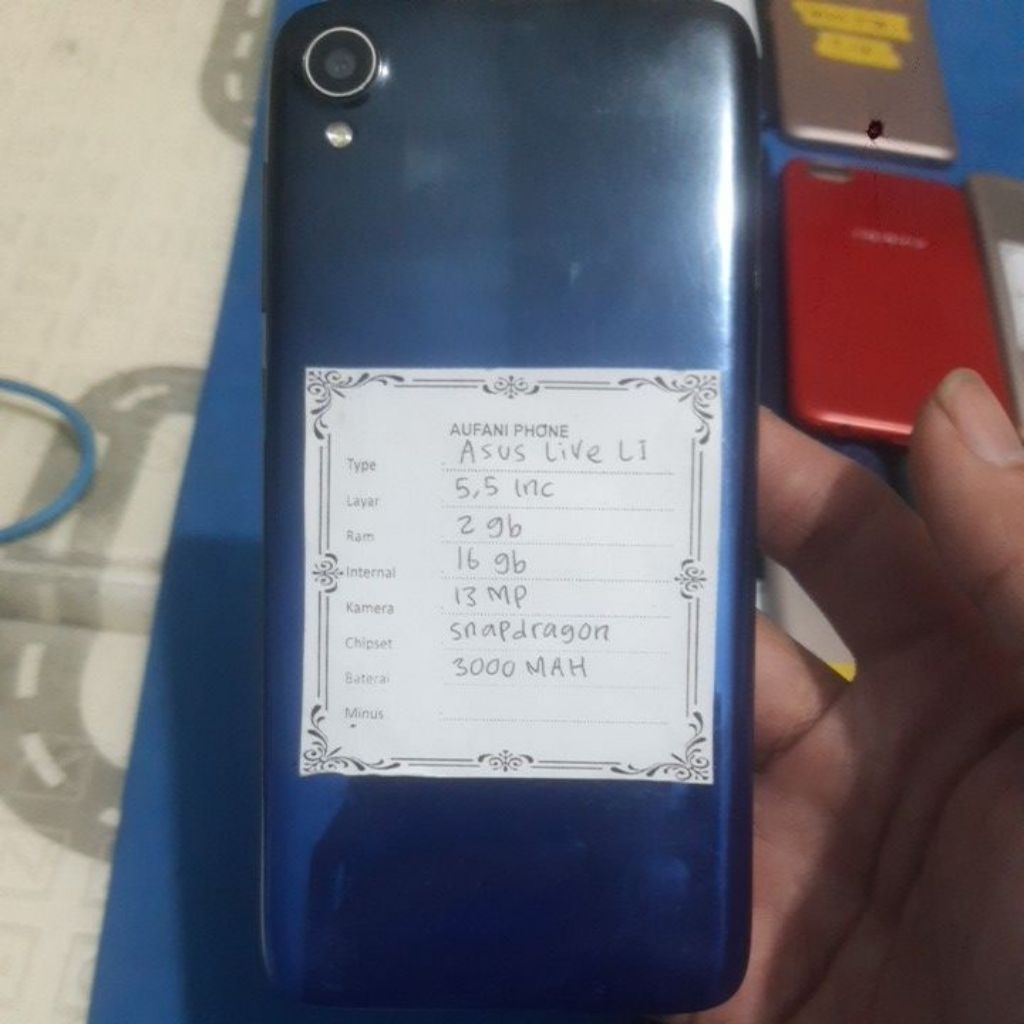 AUFANI PHONE
Type Asus Live L1
Layar 5,5 inc
Ram 2 gb
Internal 16 gb
Kamera 13 MP
Chipset snapdragon
Baterai 3000 MAH
Minus